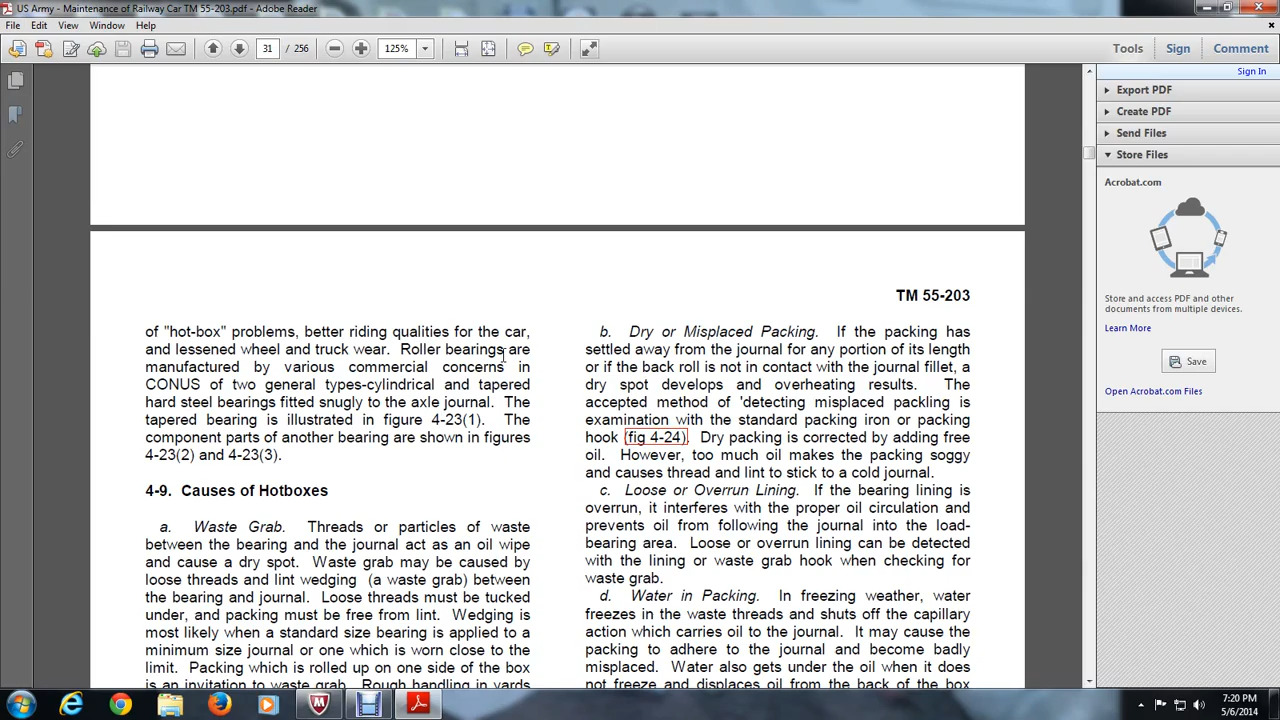 US Army - Maintenance of Railway Car TM 55-203.pdf - Adobe Reader
File Edit View Window Help
31 / 256 125% Tools Sign Comment
Sign In
Export PDF
Create PDF
Send Files
Store Files
Acrobat.com
Store and access PDF and other
documents from multiple devices.
Learn More
Save
Open Acrobat.com Files
TM 55-203
of "hot-box" problems, better riding qualities for the car,
and lessened wheel and truck wear. Roller bearings are
manufactured by various commercial concerns in
CONUS of two general types-cylindrical and tapered
hard steel bearings fitted snugly to the axle journal. The
tapered bearing is illustrated in figure 4-23(1). The
component parts of another bearing are shown in figures
4-23(2) and 4-23(3).
4-9. Causes of Hotboxes
a. Waste Grab. Threads or particles of waste
between the bearing and the journal act as an oil wipe
and cause a dry spot. Waste grab may be caused by
loose threads and lint wedging (a waste grab) between
the bearing and journal. Loose threads must be tucked
under, and packing must be free from lint. Wedging is
most likely when a standard size bearing is applied to a
minimum size journal or one which is worn close to the
limit. Packing which is rolled up on one side of the box
is an invitation to waste grab. Rough handling in yards
b. Dry or Misplaced Packing. If the packing has
settled away from the journal for any portion of its length
or if the back roll is not in contact with the journal fillet, a
dry spot develops and overheating results. The
accepted method of 'detecting misplaced packling is
examination with the standard packing iron or packing
hook (fig 4-24). Dry packing is corrected by adding free
oil. However, too much oil makes the packing soggy
and causes thread and lint to stick to a cold journal.
c. Loose or Overrun Lining. If the bearing lining is
overrun, it interferes with the proper oil circulation and
prevents oil from following the journal into the load-
bearing area. Loose or overrun lining can be detected
with the lining or waste grab hook when checking for
waste grab.
d. Water in Packing. In freezing weather, water
freezes in the waste threads and shuts off the capillary
action which carries oil to the journal. It may cause the
packing to adhere to the journal and become badly
misplaced. Water also gets under the oil when it does
not freeze and displaces oil from the back of the box
7:20 PM
5/6/2014